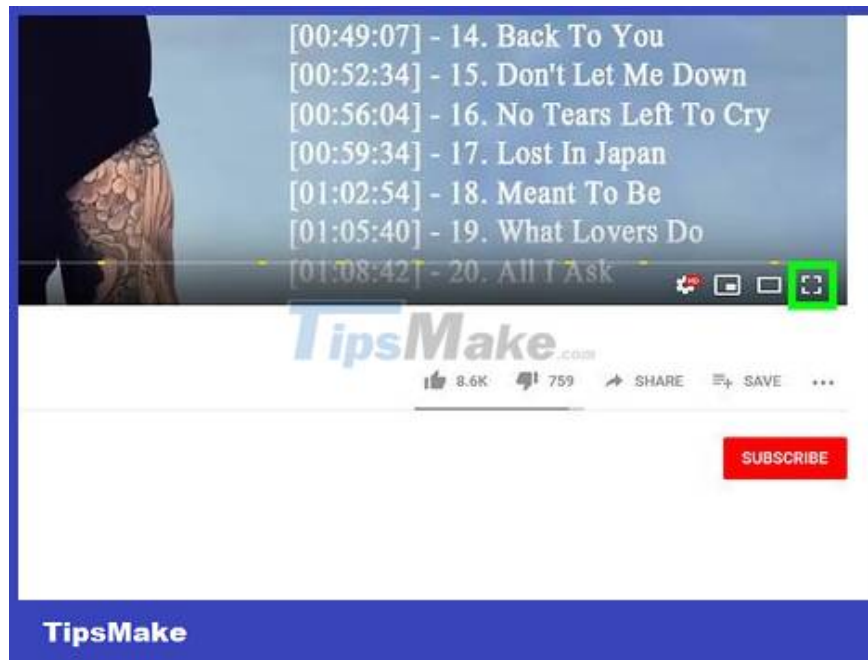 [00:49:07] - 14. Back To You
[00:52:34] - 15. Don't Let Me Down
[00:56:04] - 16. No Tears Left To Cry
[00:59:34] - 17. Lost In Japan
[01:02:54] - 18. Meant To Be
[01:05:40] - 19. What Lovers Do
[01:08:42] - 20. All I Ask
HD
TipsMake.com
8.6K 759 SHARE SAVE
SUBSCRIBE
TipsMake